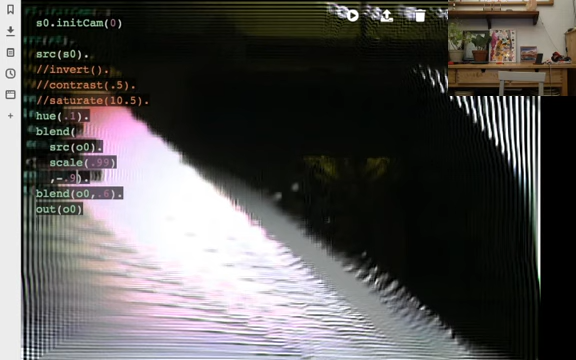 s0.initCam(0)
src(s0).
//invert().
//contrast(.5).
//saturate(10.5).
hue(.1).
blend(
src(o0).
scale(.99)
,-.9).
blend(o0,.6).
out(o0)